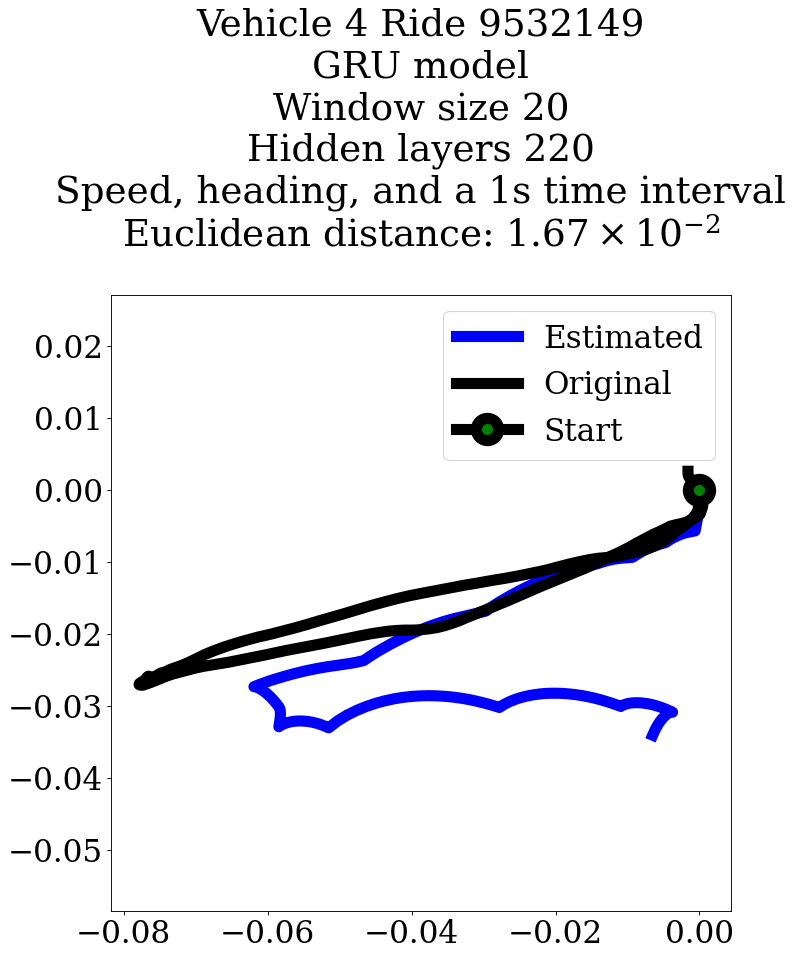 Vehicle 4 Ride 9532149
GRU model
Window size 20
Hidden layers 220
Speed, heading, and a 1s time interval
Euclidean distance: 1.67 × 10⁻²
Estimated
Original
Start
0.02
0.01
0.00
−0.01
−0.02
−0.03
−0.04
−0.05
−0.08 −0.06 −0.04 −0.02 0.00